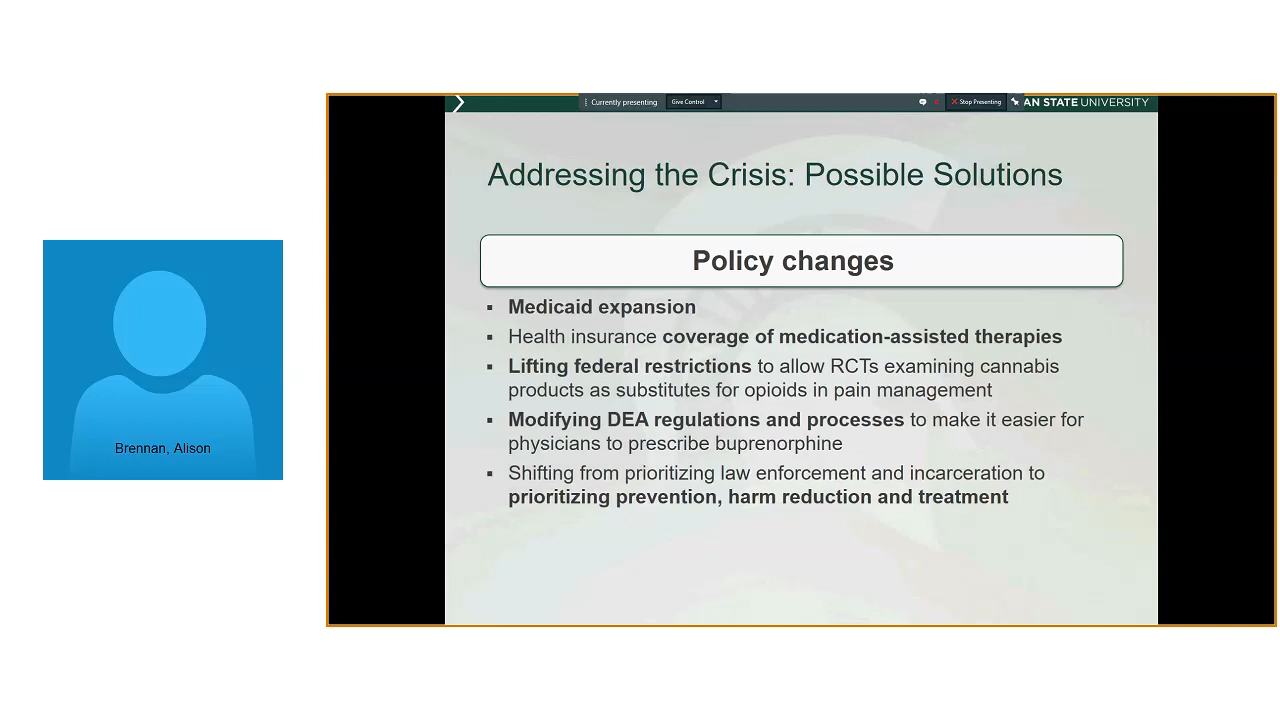 Currently presenting Give Control Stop Presenting AN STATE UNIVERSITY
Addressing the Crisis: Possible Solutions
Policy changes
▪ Medicaid expansion
▪ Health insurance coverage of medication-assisted therapies
▪ Lifting federal restrictions to allow RCTs examining cannabis
products as substitutes for opioids in pain management
▪ Modifying DEA regulations and processes to make it easier for
physicians to prescribe buprenorphine
▪ Shifting from prioritizing law enforcement and incarceration to
prioritizing prevention, harm reduction and treatment
Brennan, Alison